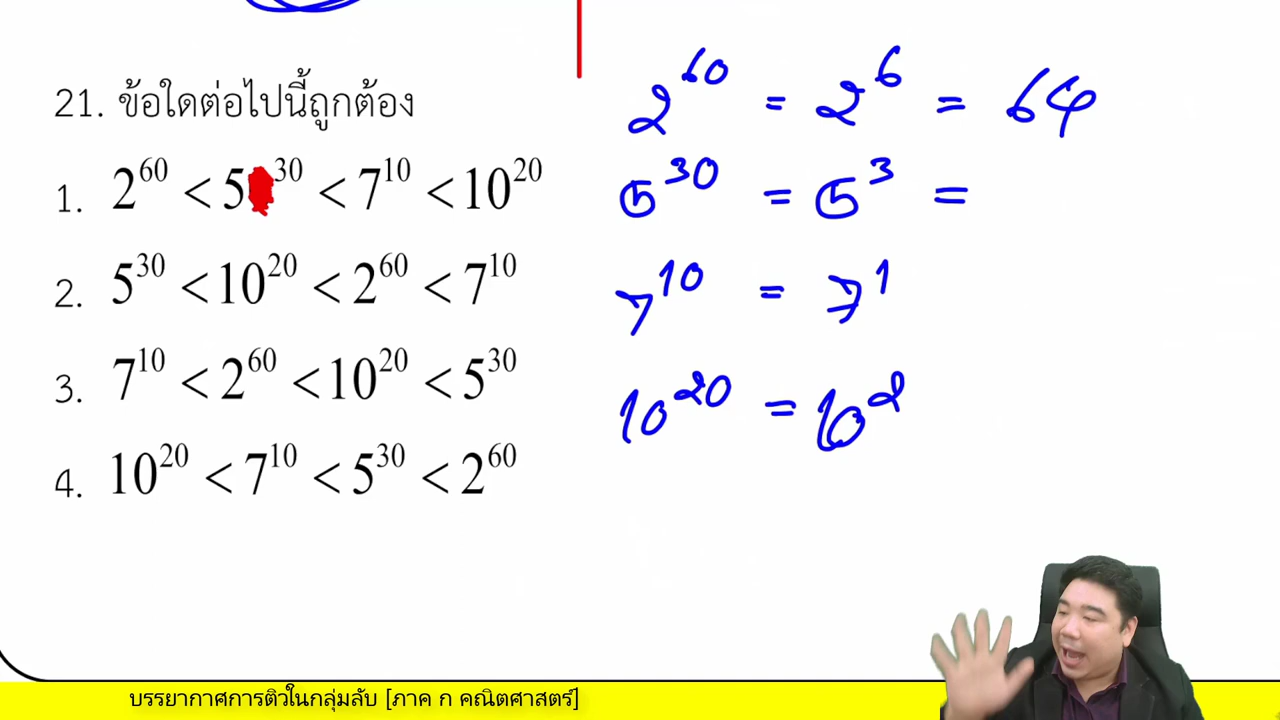 21. ข้อใดต่อไปนี้ถูกต้อง
1. 2^60 < 5^30 < 7^10 < 10^20
2. 5^30 < 10^20 < 2^60 < 7^10
3. 7^10 < 2^60 < 10^20 < 5^30
4. 10^20 < 7^10 < 5^30 < 2^60
2^60 = 2^6 = 64
5^30 = 5^3 =
7^10 = 7^1
10^20 = 10^2
บรรยากาศการติวในกลุ่มลับ [ภาค ก คณิตศาสตร์]